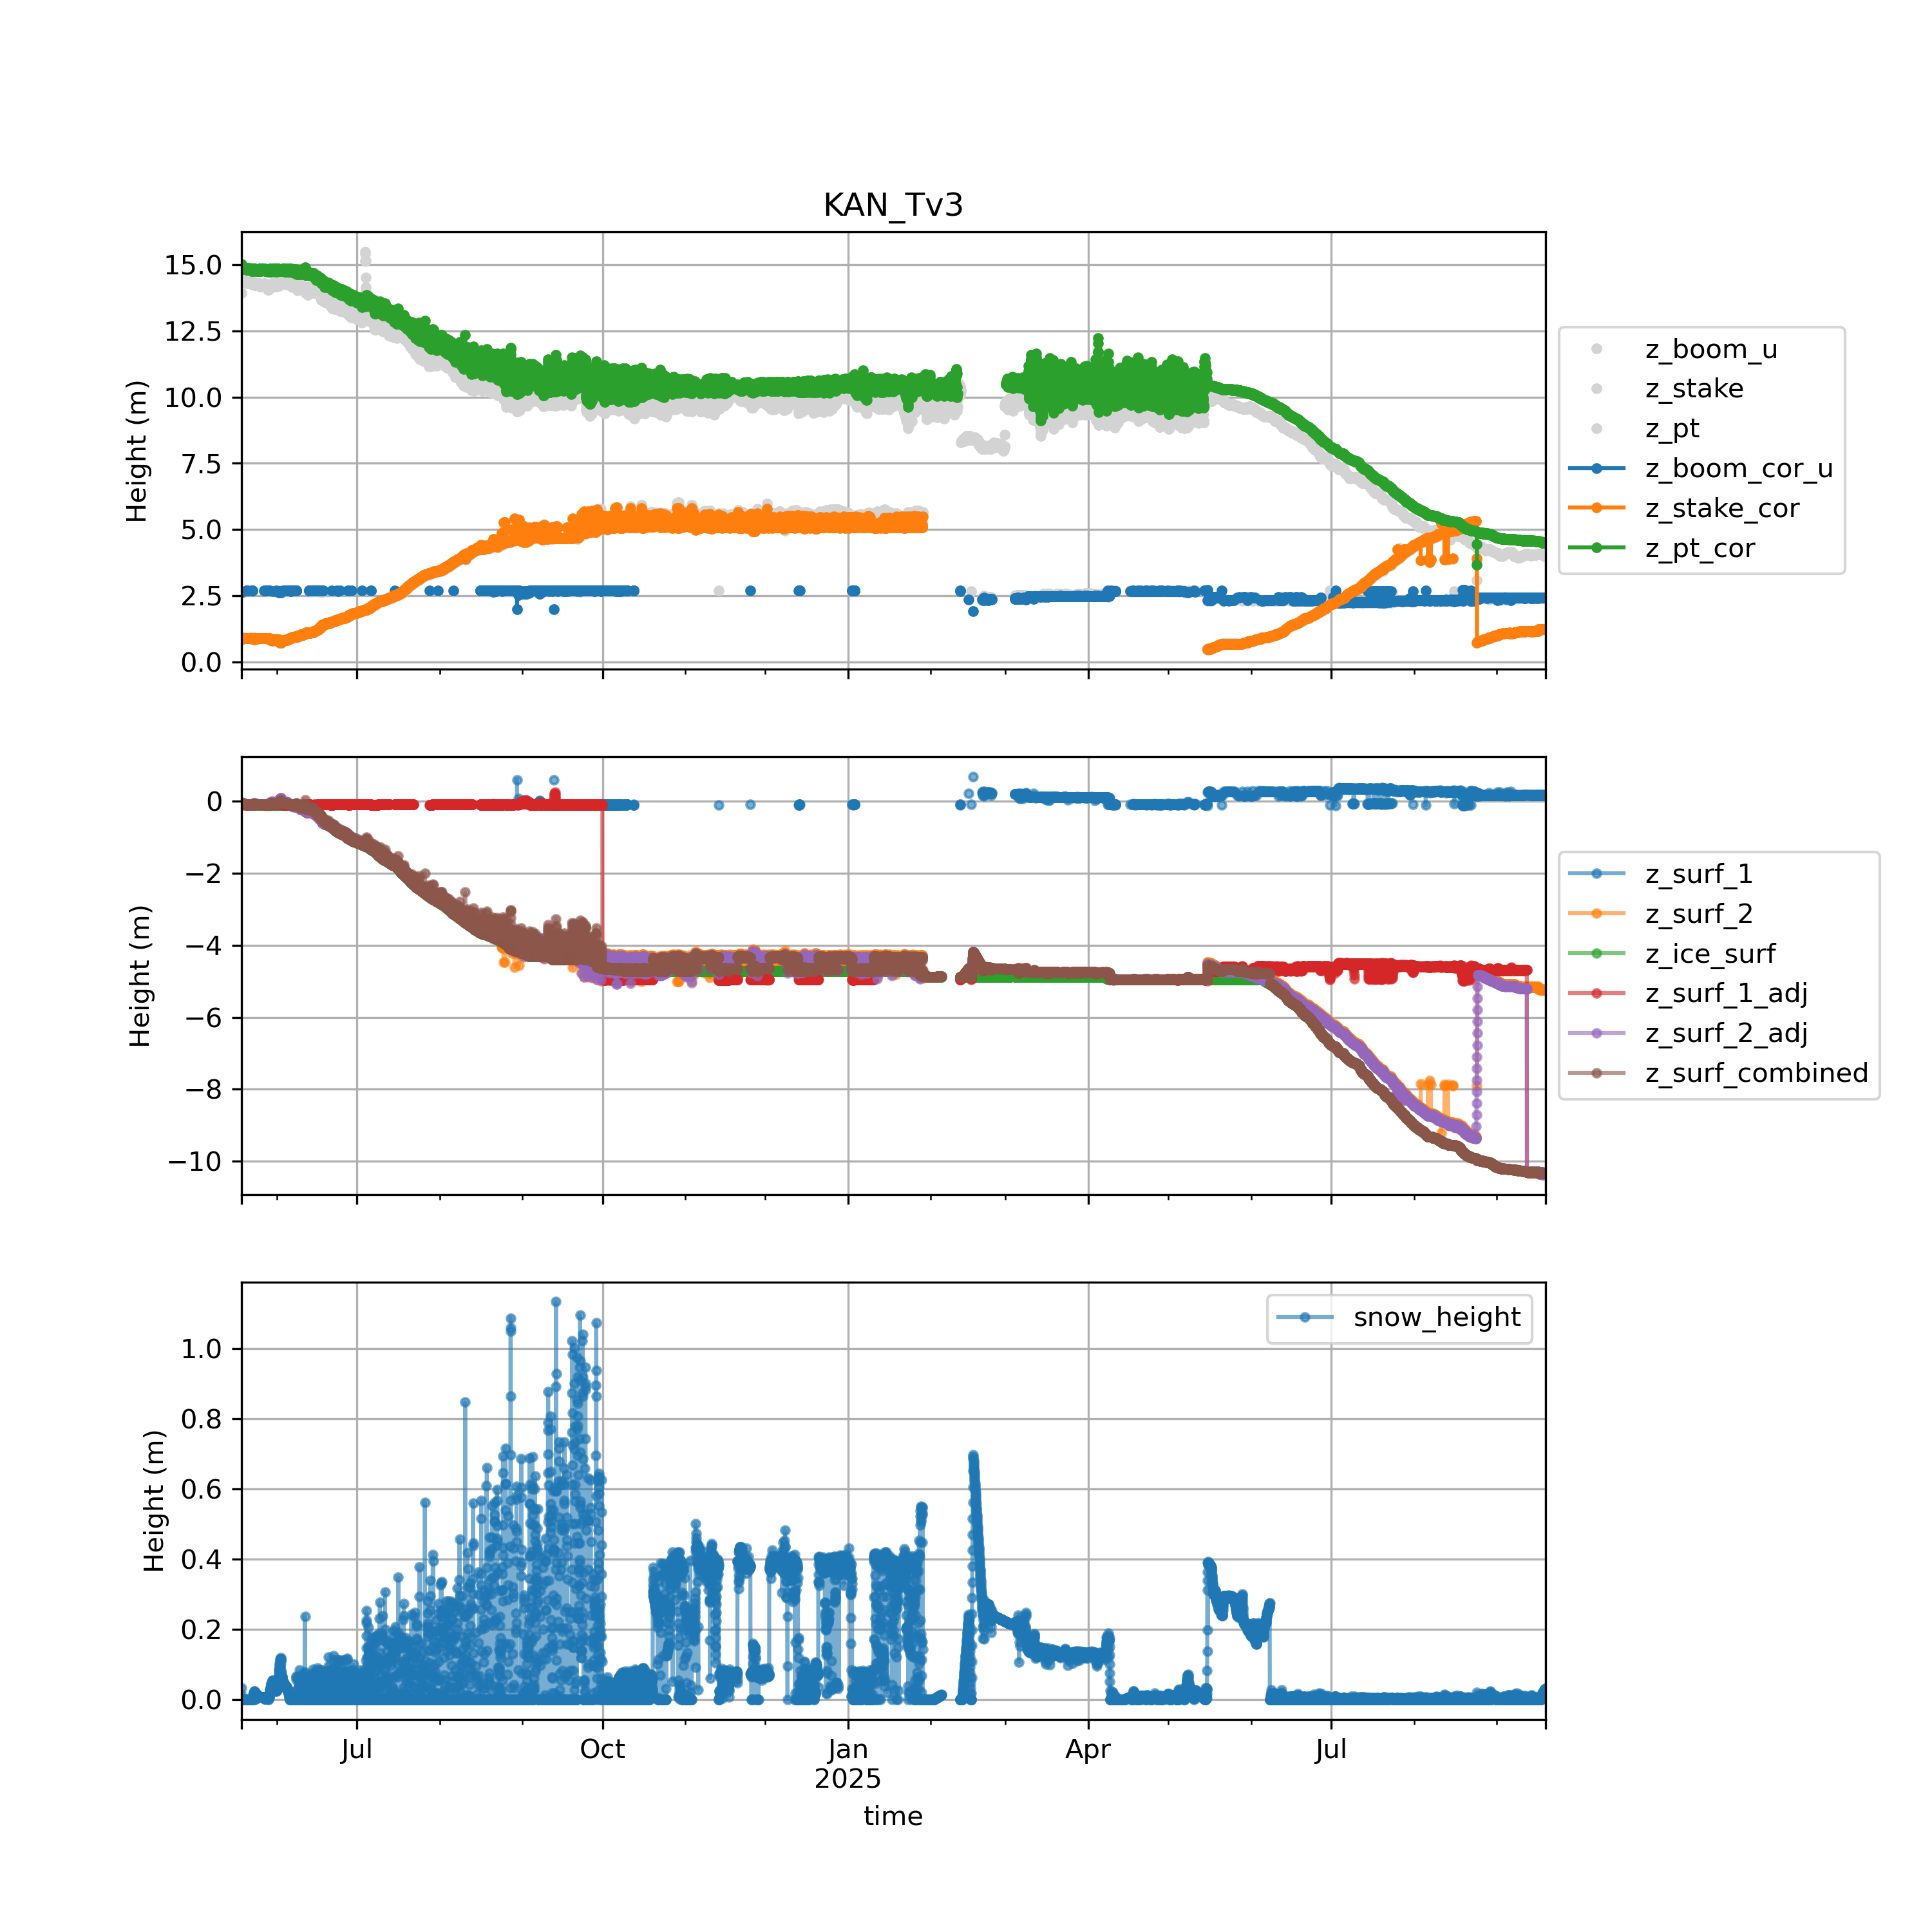 KAN_Tv3
Height (m)
15.0
12.5
10.0
7.5
5.0
2.5
0.0
z_boom_u
z_stake
z_pt
z_boom_cor_u
z_stake_cor
z_pt_cor
Height (m)
0
−2
−4
−6
−8
−10
z_surf_1
z_surf_2
z_ice_surf
z_surf_1_adj
z_surf_2_adj
z_surf_combined
Height (m)
1.0
0.8
0.6
0.4
0.2
0.0
snow_height
Jul
Oct
Jan
2025
Apr
Jul
time